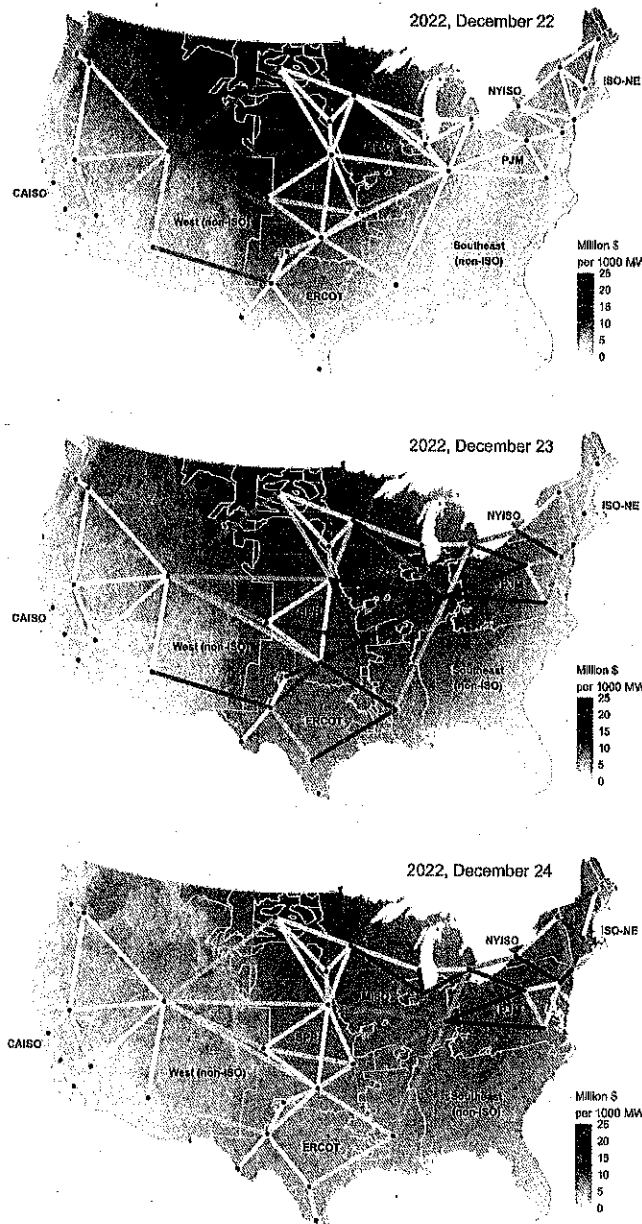 2022, December 22
NYISO
ISO-NE
PJM
CAISO
West (non-ISO)
Southeast
(non-ISO)
ERCOT
Million $
per 1000 MW
25
20
15
10
5
0
2022, December 23
NYISO
ISO-NE
CAISO
West (non-ISO)
Southeast
(non-ISO)
ERCOT
Million $
per 1000 MW
25
20
15
10
5
0
2022, December 24
NYISO
ISO-NE
MISO
PJM
SPP
CAISO
West (non-ISO)
Southeast
(non-ISO)
ERCOT
Million $
per 1000 MW
25
20
15
10
5
0